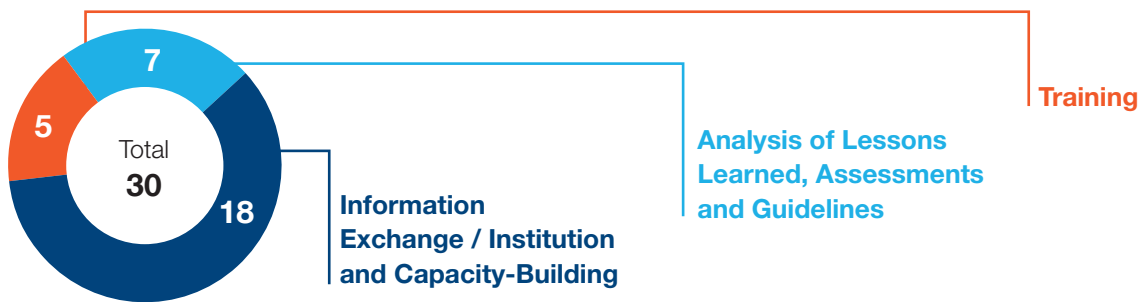 7
5
Total
30
18
Training
Analysis of Lessons
Learned, Assessments
and Guidelines
Information
Exchange / Institution
and Capacity-Building